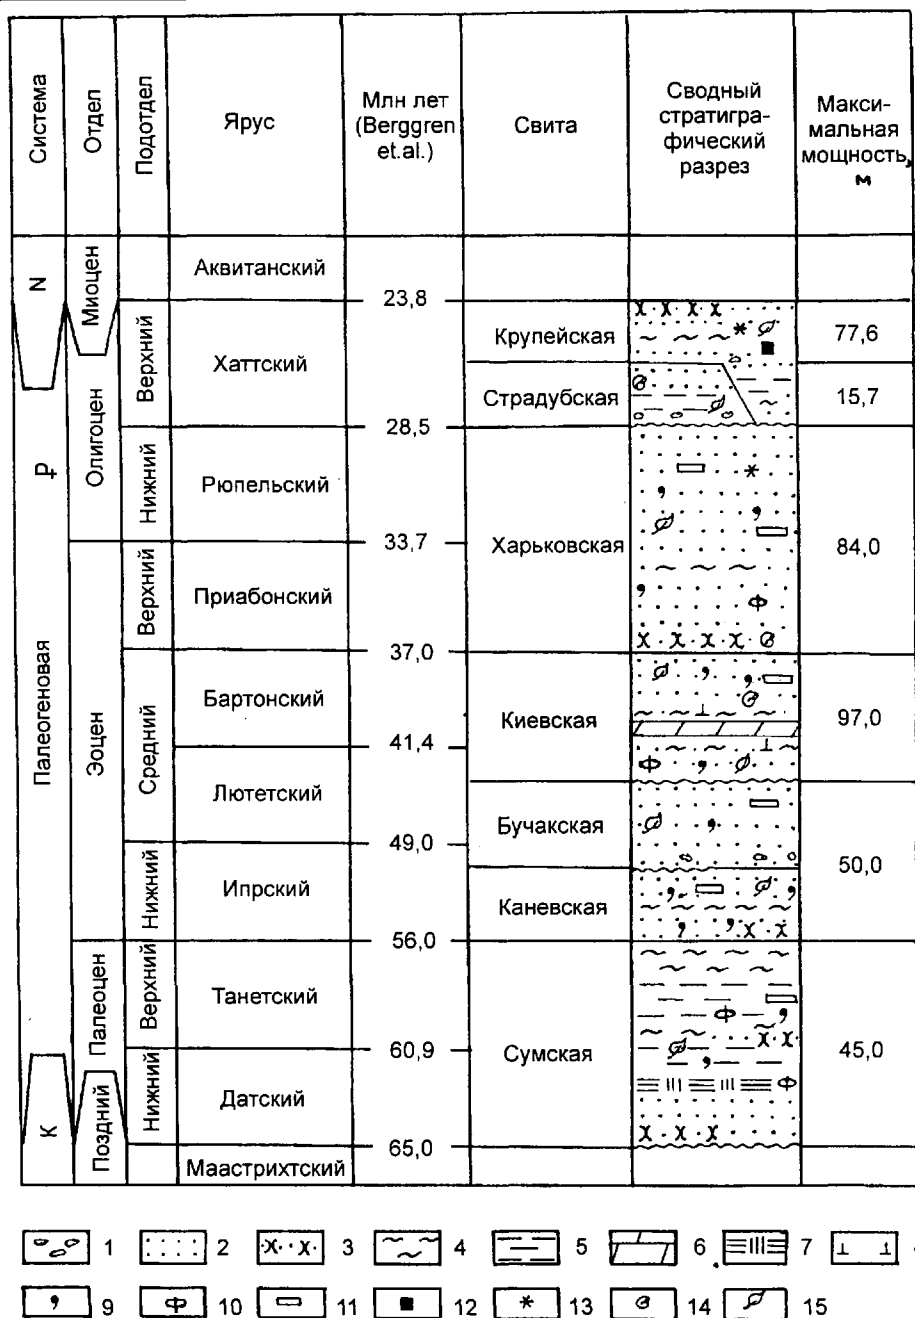 Система
Отдел
Подотдел
Ярус
Млн лет
(Berggren
et.al.)
Свита
Сводный
стратигра-
фический
разрез
Макси-
мальная
мощность,
м
N
Миоцен
Аквитанский
23,8
Верхний
Хаттский
Крупейская
77,6
Страдубская
15,7
28,5
Олигоцен
Нижний
Рюпельский
Харьковская
84,0
33,7
Палеогеновая
Эоцен
Верхний
Приабонский
37,0
Средний
Бартонский
Киевская
97,0
41,4
Лютетский
Бучакская
50,0
49,0
Нижний
Ипрский
Каневская
56,0
Палеоцен
Верхний
Танетский
Сумская
45,0
60,9
Нижний
Датский
К
Поздний
65,0
Маастрихтский
1 2 3 4 5 6 7
9 10 11 12 13 14 15